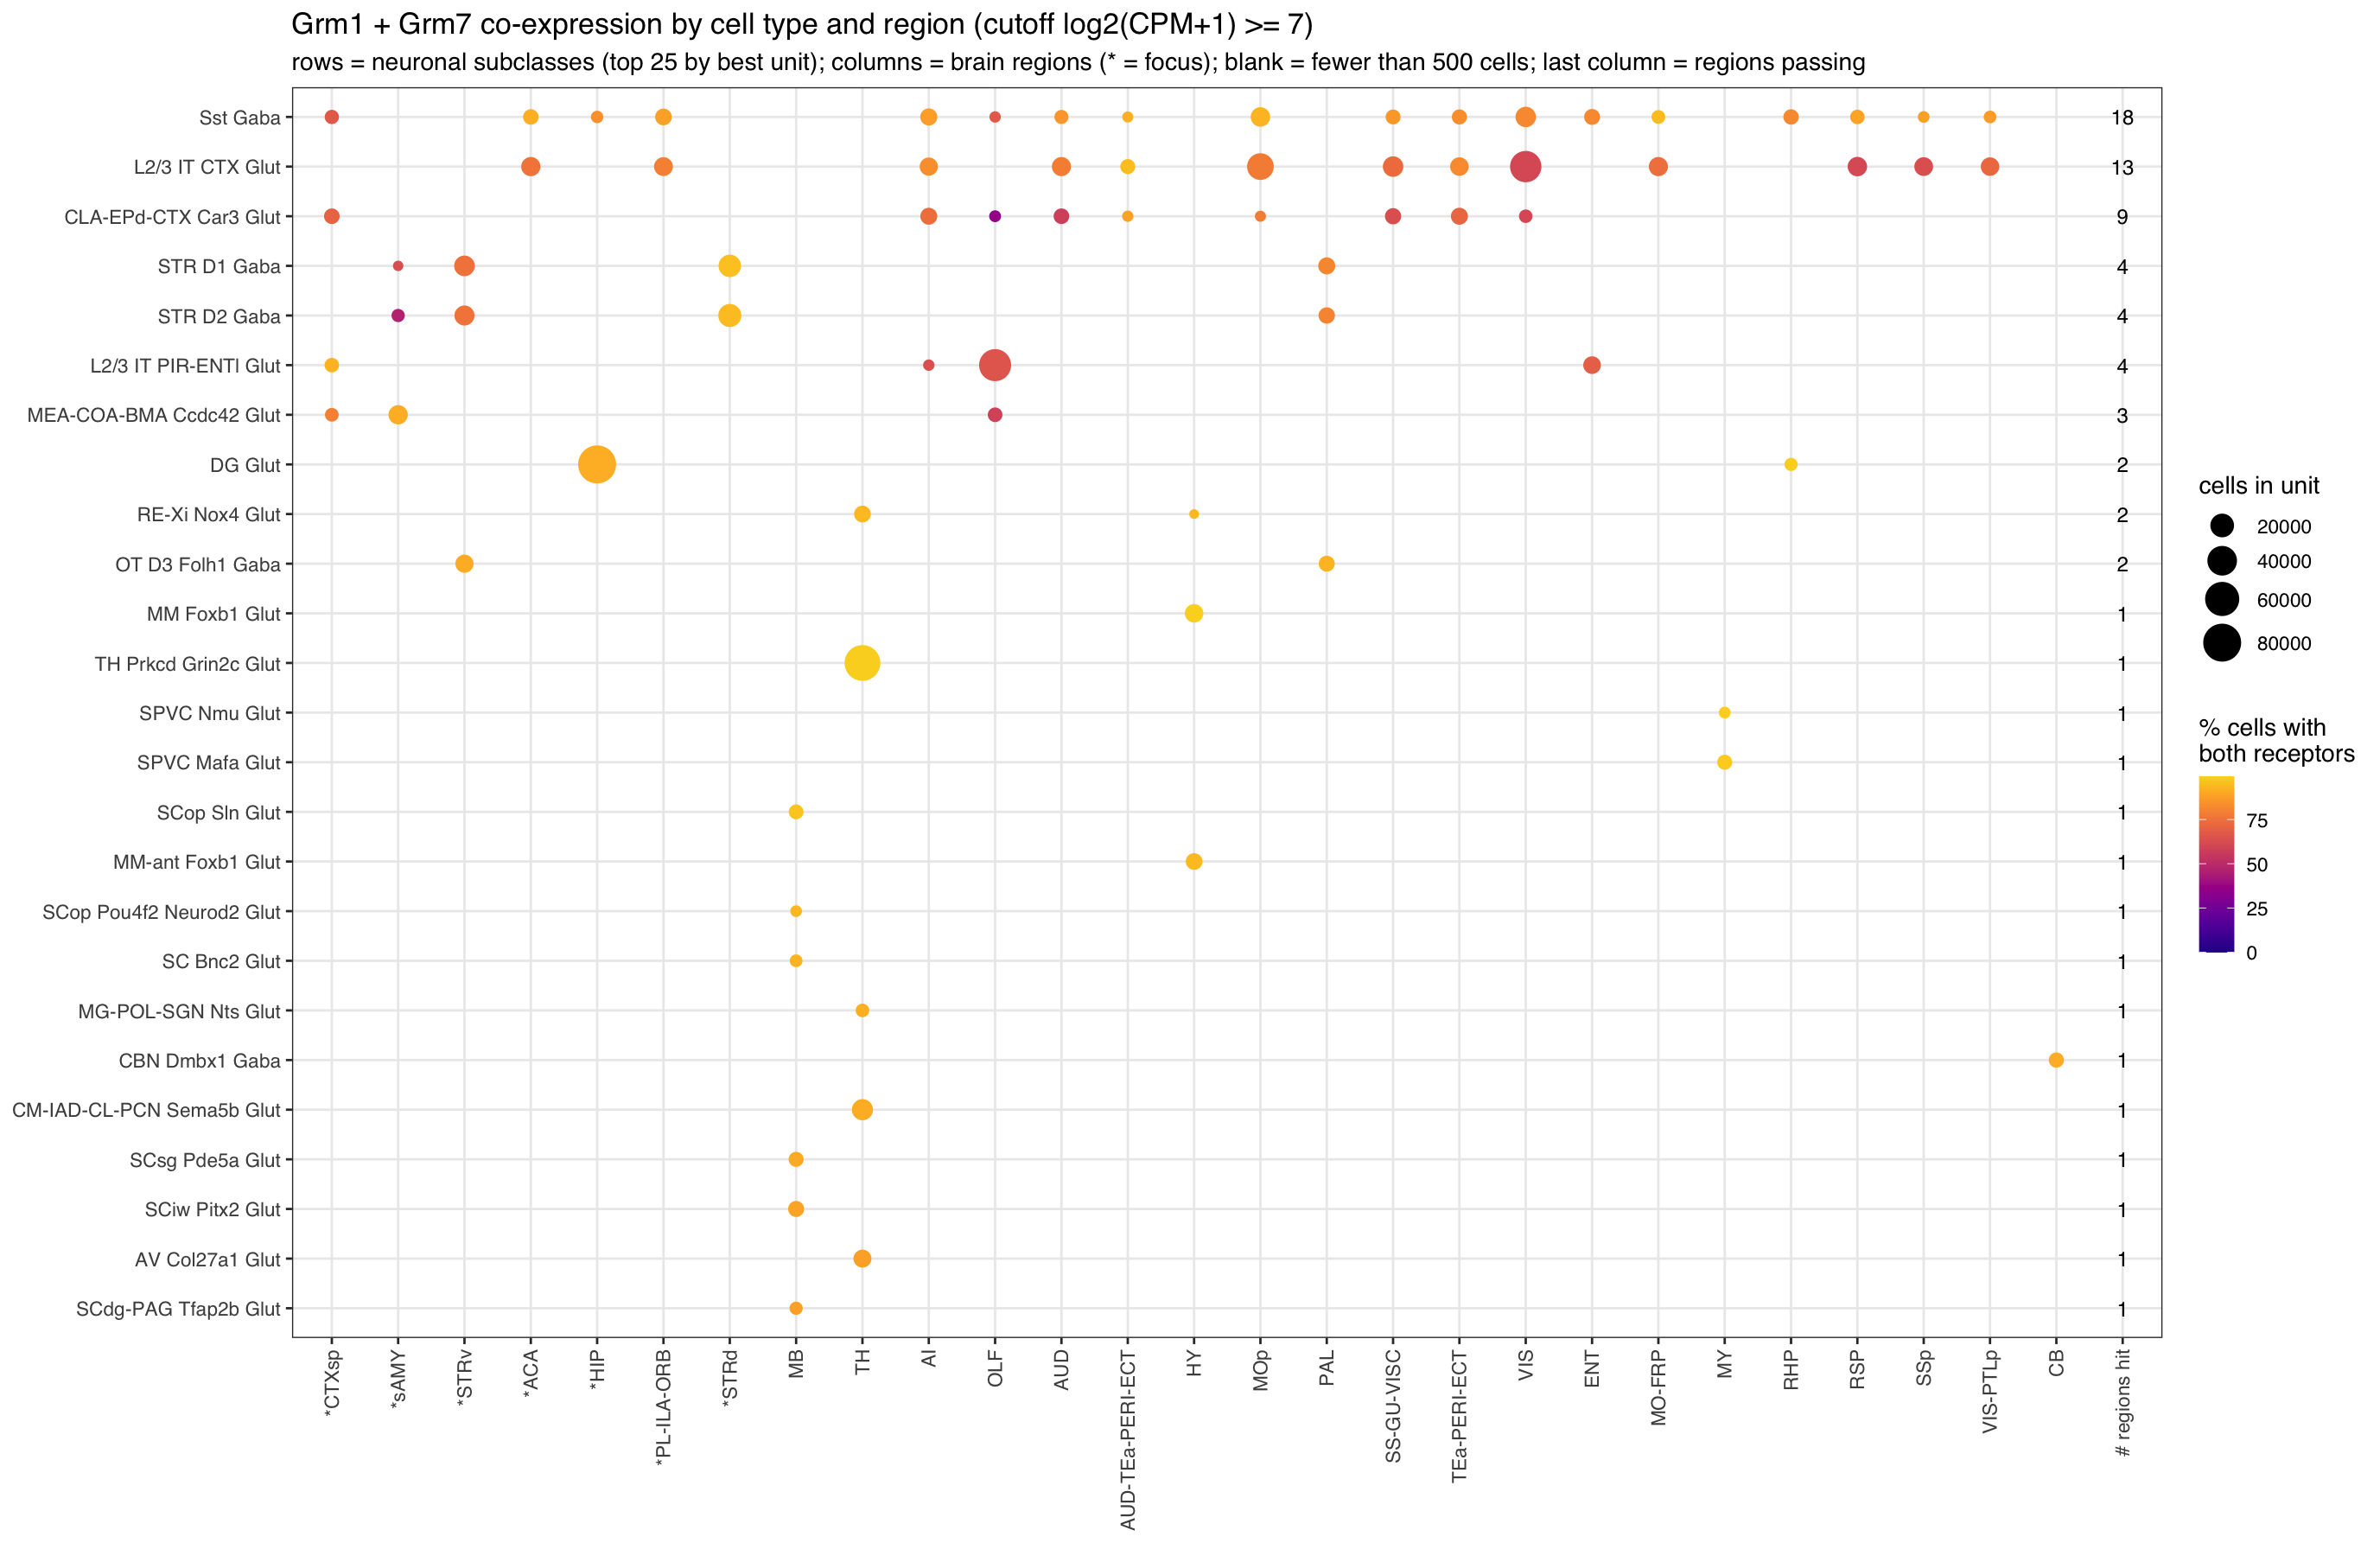 Grm1 + Grm7 co-expression by cell type and region (cutoff log2(CPM+1) >= 7)
rows = neuronal subclasses (top 25 by best unit); columns = brain regions (* = focus); blank = fewer than 500 cells; last column = regions passing
Sst Gaba 18
L2/3 IT CTX Glut 13
CLA-EPd-CTX Car3 Glut 9
STR D1 Gaba 4
STR D2 Gaba 4
L2/3 IT PIR-ENTl Glut 4
MEA-COA-BMA Ccdc42 Glut 3
DG Glut 2
RE-Xi Nox4 Glut 2
OT D3 Folh1 Gaba 2
MM Foxb1 Glut 1
TH Prkcd Grin2c Glut 1
SPVC Nmu Glut 1
SPVC Mafa Glut 1
SCop Sln Glut 1
MM-ant Foxb1 Glut 1
SCop Pou4f2 Neurod2 Glut 1
SC Bnc2 Glut 1
MG-POL-SGN Nts Glut 1
CBN Dmbx1 Gaba 1
CM-IAD-CL-PCN Sema5b Glut 1
SCsg Pde5a Glut 1
SCiw Pitx2 Glut 1
AV Col27a1 Glut 1
SCdg-PAG Tfap2b Glut 1
*CTXsp
*sAMY
*STRv
*ACA
*HIP
*PL-ILA-ORB
*STRd
MB
TH
AI
OLF
AUD
AUD-TEa-PERI-ECT
HY
MOp
PAL
SS-GU-VISC
TEa-PERI-ECT
VIS
ENT
MO-FRP
MY
RHP
RSP
SSp
VIS-PTLp
CB
# regions hit
cells in unit
20000
40000
60000
80000
% cells with
both receptors
75
50
25
0